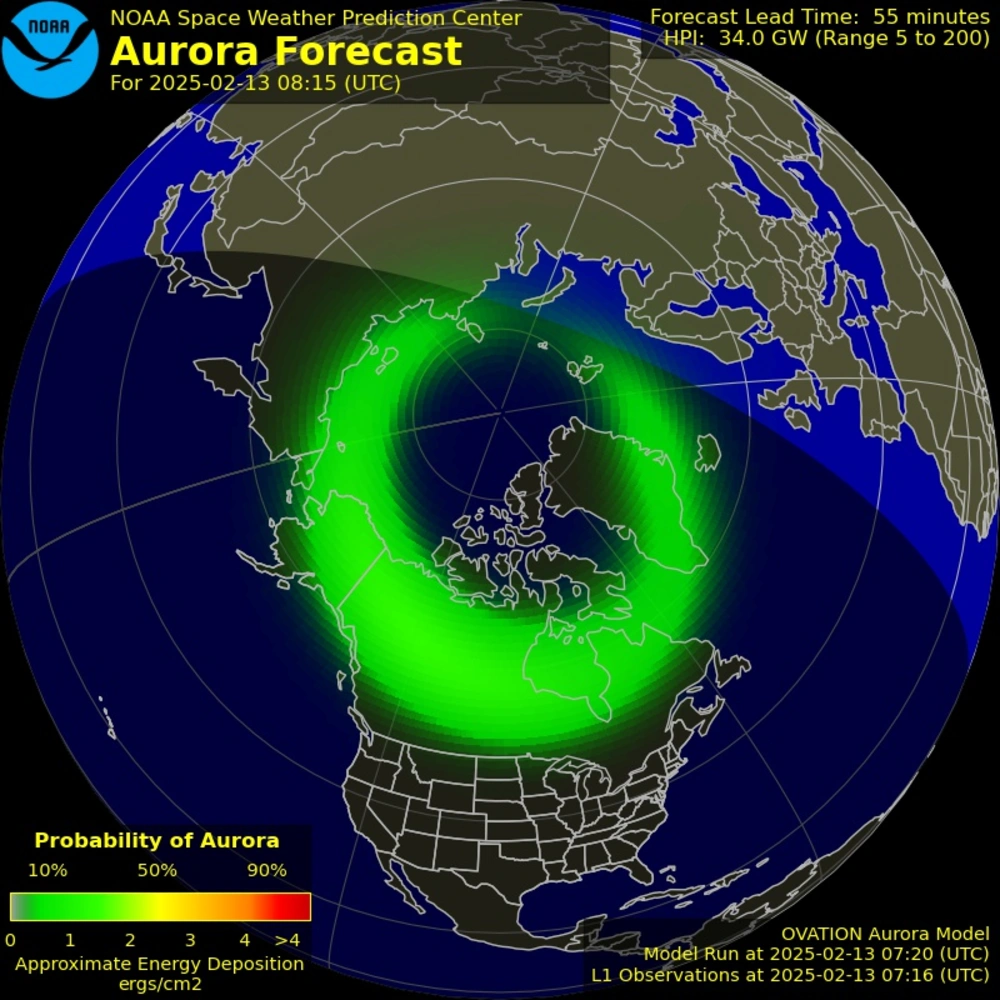 NOAA
NOAA Space Weather Prediction Center
Aurora Forecast
For 2025-02-13 08:15 (UTC)
Forecast Lead Time: 55 minutes
HPI: 34.0 GW (Range 5 to 200)
Probability of Aurora
10% 50% 90%
0 1 2 3 4 >4
Approximate Energy Deposition
ergs/cm2
OVATION Aurora Model
Model Run at 2025-02-13 07:20 (UTC)
L1 Observations at 2025-02-13 07:16 (UTC)